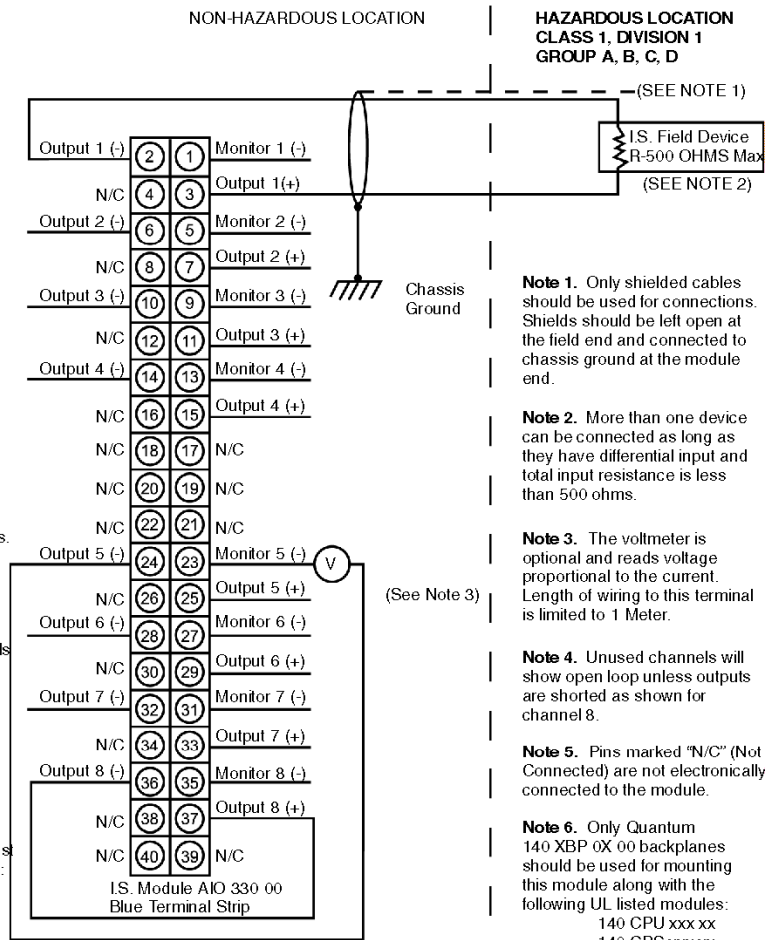 NON-HAZARDOUS LOCATION
HAZARDOUS LOCATION
CLASS 1, DIVISION 1
GROUP A, B, C, D
(SEE NOTE 1)
I.S. Field Device
R-500 OHMS Max
(SEE NOTE 2)
Output 1 (-) 2 1 Monitor 1 (-)
N/C 4 3 Output 1(+)
Output 2 (-) 6 5 Monitor 2 (-)
N/C 8 7 Output 2 (+)
Output 3 (-) 10 9 Monitor 3 (-)
N/C 12 11 Output 3 (+)
Output 4 (-) 14 13 Monitor 4 (-)
N/C 16 15 Output 4 (+)
N/C 18 17 N/C
N/C 20 19 N/C
N/C 22 21 N/C
s.
Output 5 (-) 24 23 Monitor 5 (-) V
N/C 26 25 Output 5 (+)
(See Note 3)
Output 6 (-) 28 27 Monitor 6 (-)
N/C 30 29 Output 6 (+)
Output 7 (-) 32 31 Monitor 7 (-)
N/C 34 33 Output 7 (+)
Output 8 (-) 36 35 Monitor 8 (-)
N/C 38 37 Output 8 (+)
N/C 40 39 N/C
I.S. Module AIO 330 00
Blue Terminal Strip
Chassis
Ground
Note 1. Only shielded cables
should be used for connections.
Shields should be left open at
the field end and connected to
chassis ground at the module
end.
Note 2. More than one device
can be connected as long as
they have differential input and
total input resistance is less
than 500 ohms.
Note 3. The voltmeter is
optional and reads voltage
proportional to the current.
Length of wiring to this terminal
is limited to 1 Meter.
Note 4. Unused channels will
show open loop unless outputs
are shorted as shown for
channel 8.
Note 5. Pins marked "N/C" (Not
Connected) are not electronically
connected to the module.
Note 6. Only Quantum
140 XBP 0X 00 backplanes
should be used for mounting
this module along with the
following UL listed modules:
140 CPU xxx xx